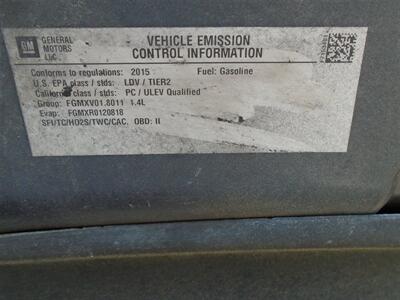 GM
GENERAL
MOTORS
LLC
VEHICLE EMISSION
CONTROL INFORMATION
Conforms to regulations: 2015 Fuel: Gasoline
U.S. EPA class / stds: LDV / TIER2
California class / stds: PC / ULEV Qualified
Group: FGMXV01.8011 1.4L
Evap: FGMXR0120818
SFI/TC/HO2S/TWC/CAC, OBD: II